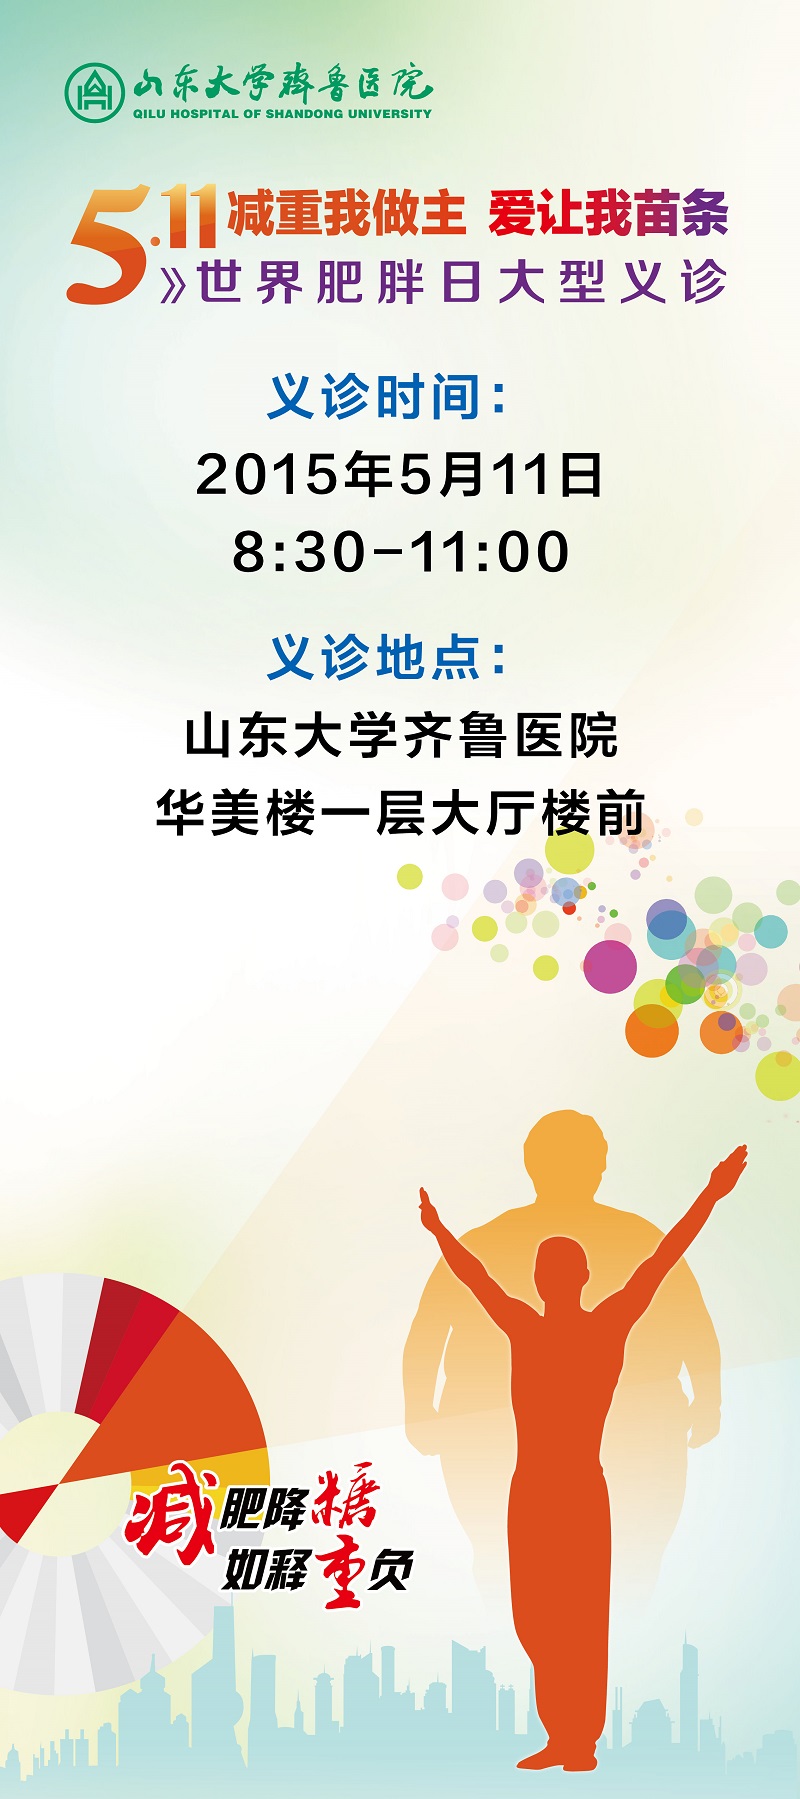 山东大学齐鲁医院
QILU HOSPITAL OF SHANDONG UNIVERSITY
5.11 减重我做主 爱让我苗条
》世界肥胖日大型义诊
义诊时间：
2015年5月11日
8:30-11:00
义诊地点：
山东大学齐鲁医院
华美楼一层大厅楼前
减肥降糖
如释重负